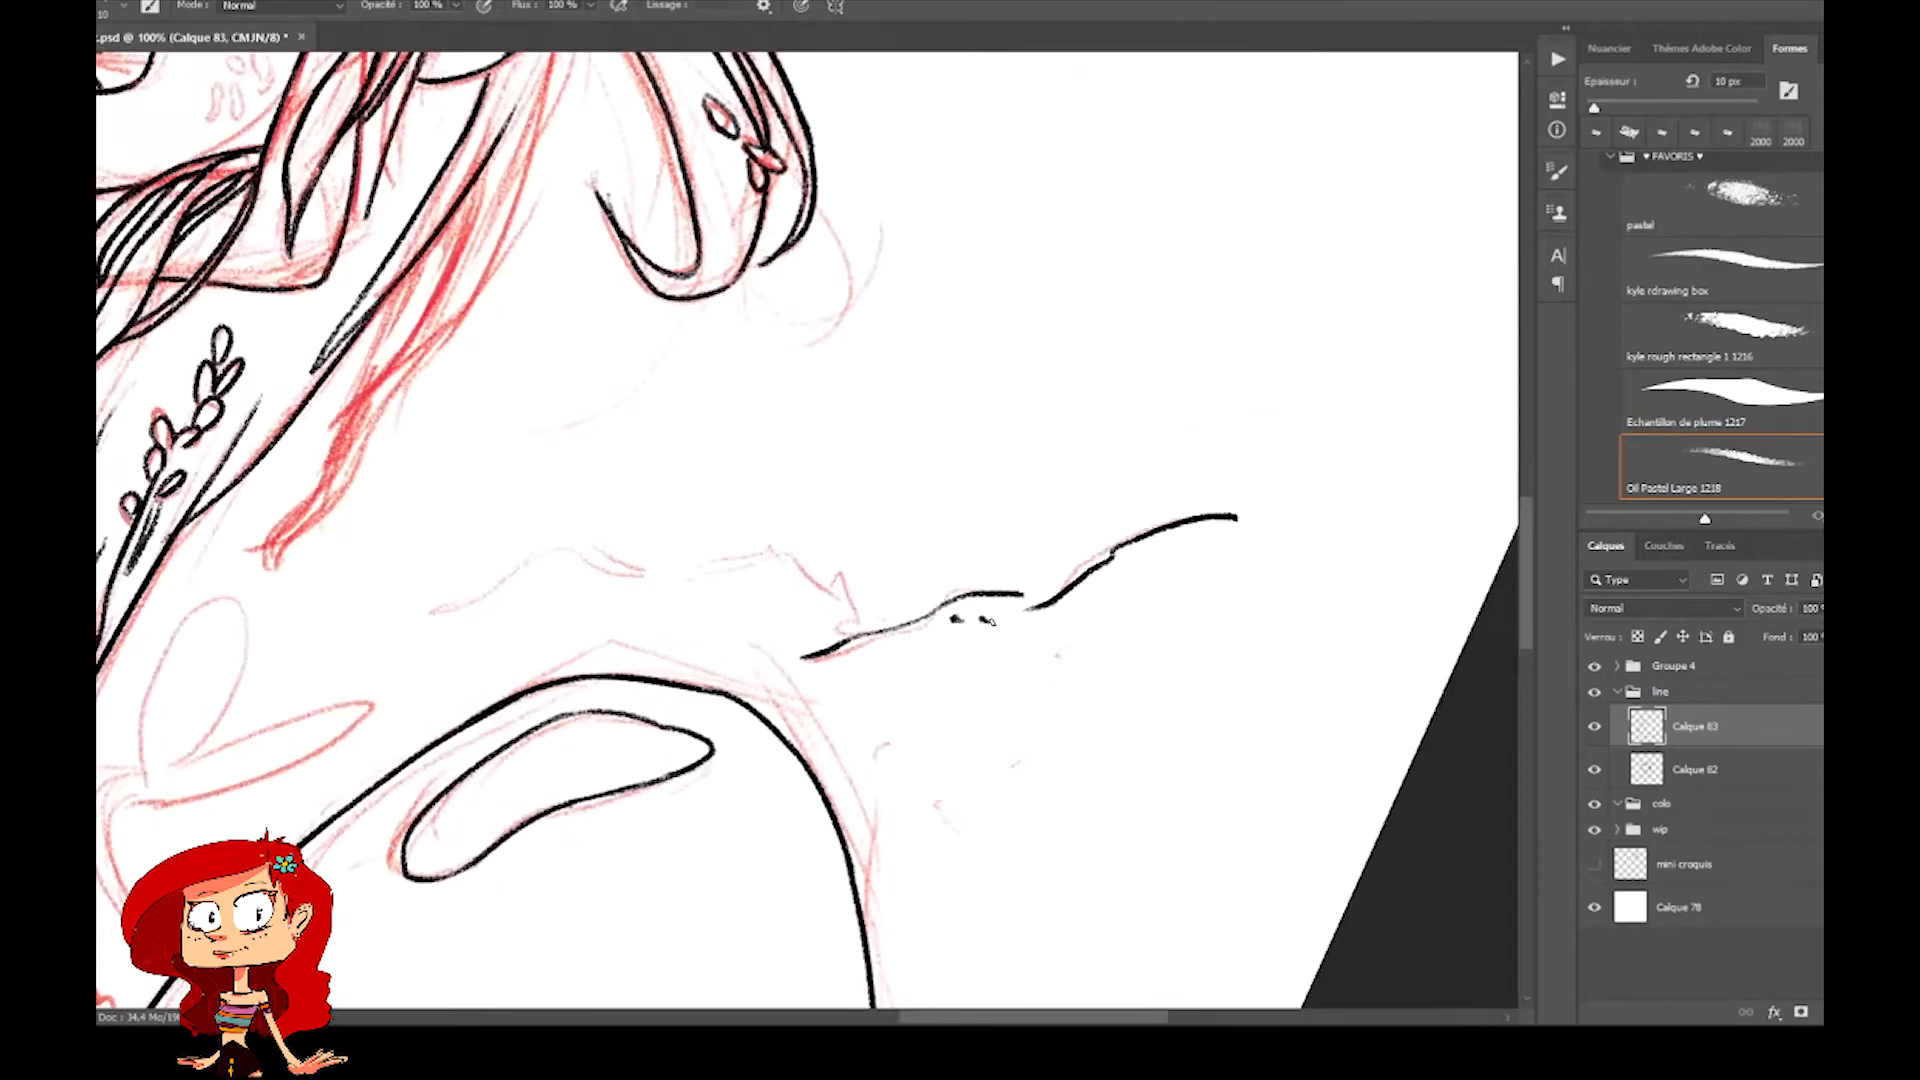 10 Mode : Normal Opacité : 100 % Flux : 100 % Lissage :
.psd @ 100% (Calque 83, CMJN/8) * ×
Nuancier Thèmes Adobe Color Formes
Epaisseur : 10 px
2000 2000
♥ FAVORIS ♥
pastel
kyle rdrawing box
kyle rough rectangle 1 1216
Echantillon de plume 1217
Oil Pastel Large 1218
Calques Couches Tracés
Type T
Normal Opacité : 100
Verrou : Fond : 100
Groupe 4
line
Calque 83
Calque 82
colo
wip
mini croquis
Calque 78
fx
Doc : 34,4 Mo/19